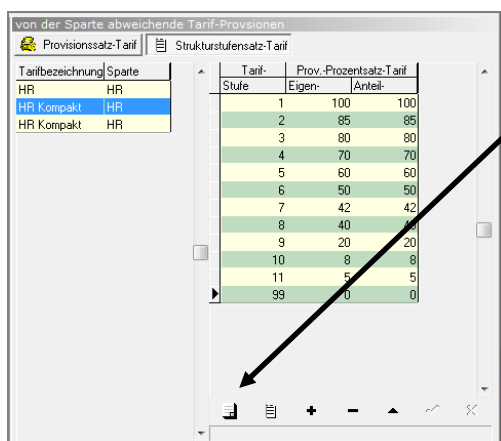 von der Sparte abweichende Tarif-Provsionen
Provisionssatz-Tarif Strukturstufensatz-Tarif
Tarifbezeichnung Sparte
HR HR
HR Kompakt HR
HR Kompakt HR
Tarif- Prov.-Prozentsatz-Tarif
Stufe Eigen- Anteil-
1 100 100
2 85 85
3 80 80
4 70 70
5 60 60
6 50 50
7 42 42
8 40
9 20 20
10 8 8
11 5 5
99 0 0